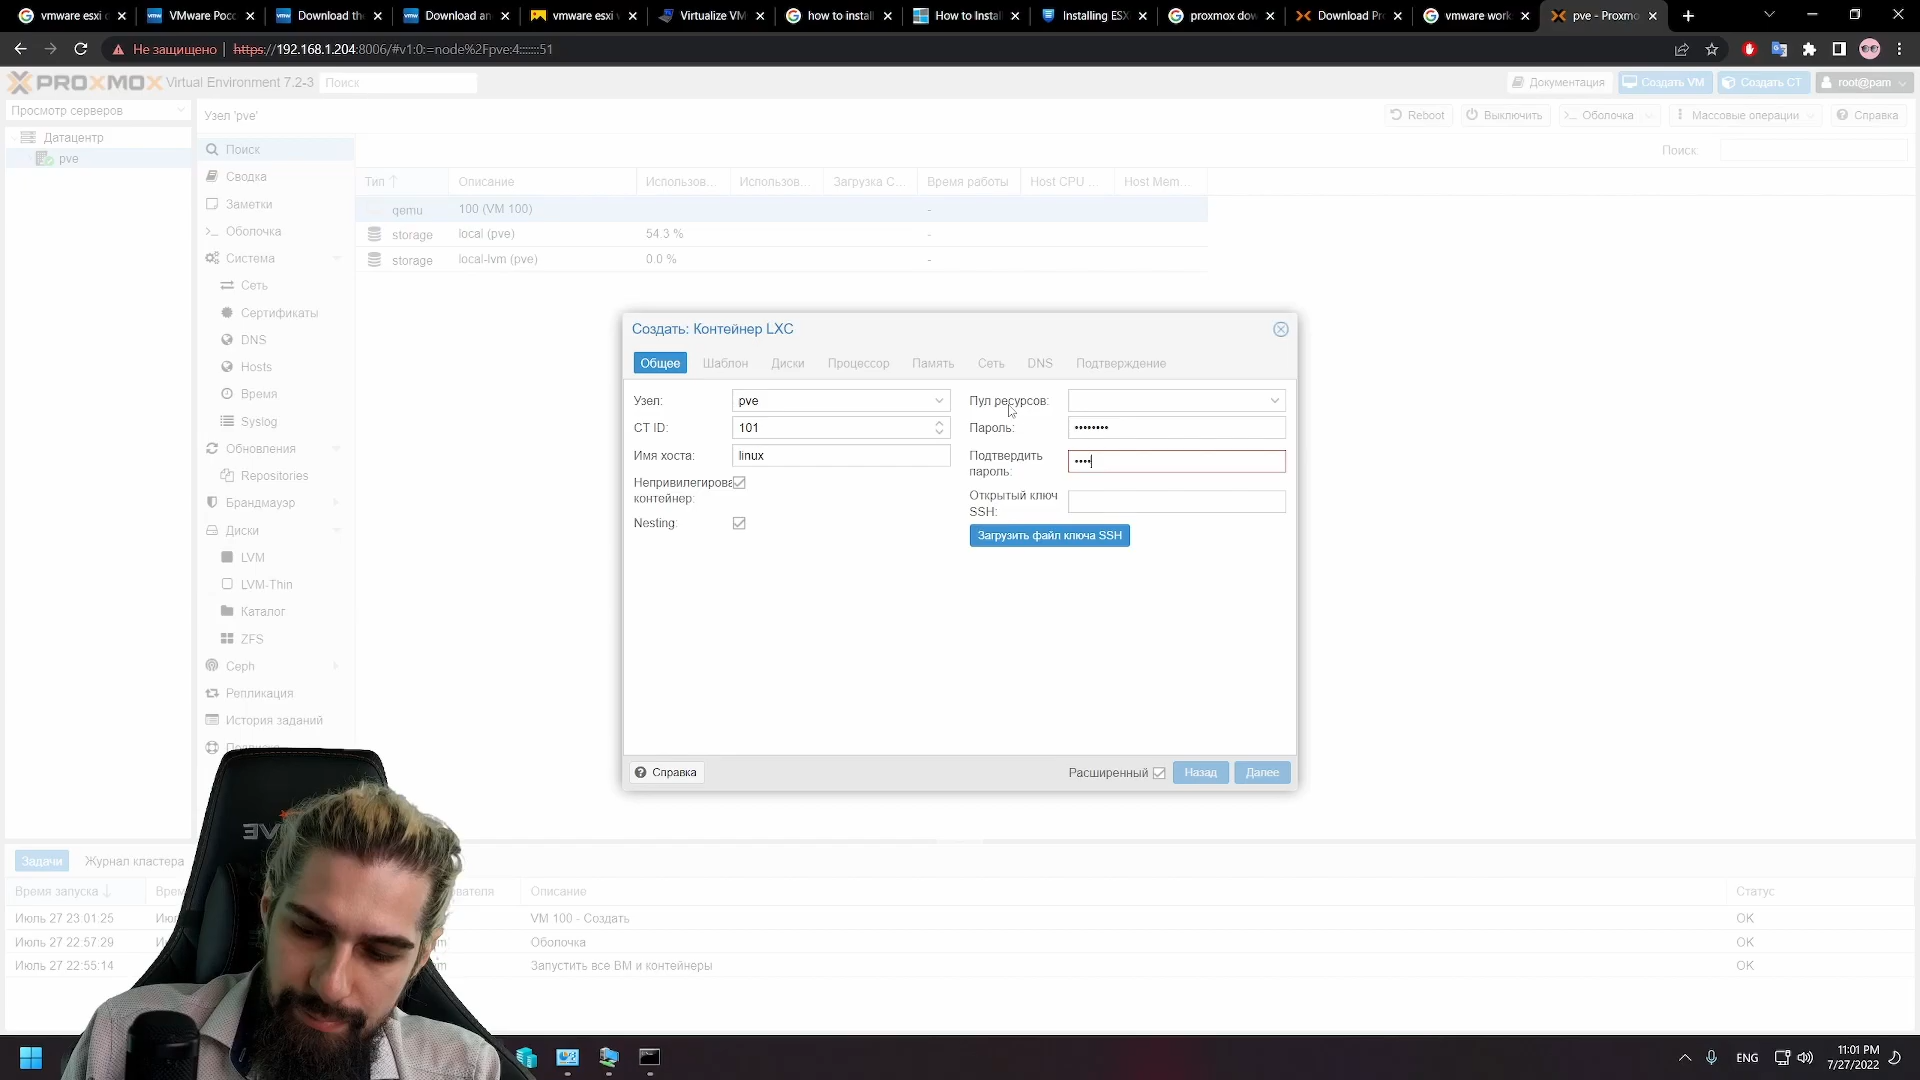 vmware esxi
VMware Рос
Download the
Download an
vmware esxi
Virtualize VM
how to install
How to Install
Installing ESX
proxmox dow
Download Pr
vmware work
pve - Proxmo
Не защищено
https://192.168.1.204:8006/#v1:0:=node%2Fpve:4:::::::51
PROXMOX Virtual Environment 7.2-3
Поиск
Документация
Создать VM
Создать CT
root@pam
Просмотр серверов
Узел 'pve'
Reboot
Выключить
Оболочка
Массовые операции
Справка
Датацентр
pve
Поиск
Сводка
Заметки
Оболочка
Система
Сеть
Сертификаты
DNS
Hosts
Время
Syslog
Обновления
Repositories
Брандмауэр
Диски
LVM
LVM-Thin
Каталог
ZFS
Ceph
Репликация
История заданий
Поиск:
Тип
Описание
Использов...
Использов...
Загрузка C...
Время работы
Host CPU ...
Host Mem...
qemu 100 (VM 100) -
storage local (pve) 54.3 % -
storage local-lvm (pve) 0.0 % -
Создать: Контейнер LXC
Общее Шаблон Диски Процессор Память Сеть DNS Подтверждение
Узел: pve
CT ID: 101
Имя хоста: linux
Непривилегирова
контейнер:
Nesting:
Пул ресурсов:
Пароль: ••••••••
Подтвердить
пароль: ••••
Открытый ключ
SSH:
Загрузить файл ключа SSH
Справка
Расширенный
Назад
Далее
Задачи
Журнал кластера
Время запуска
Врем
вателя
Описание
Статус
Июль 27 23:01:25 VM 100 - Создать OK
Июль 27 22:57:29 Оболочка OK
Июль 27 22:55:14 Запустить все ВМ и контейнеры OK
ENG
11:01 PM
7/27/2022